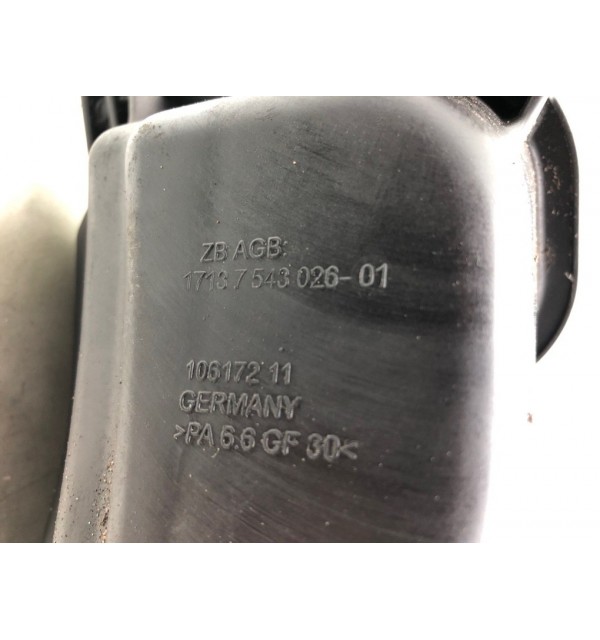 ZB AGB:
1713 7 543 026-01
106172 11
GERMANY
>PA 6.6 GF 30<